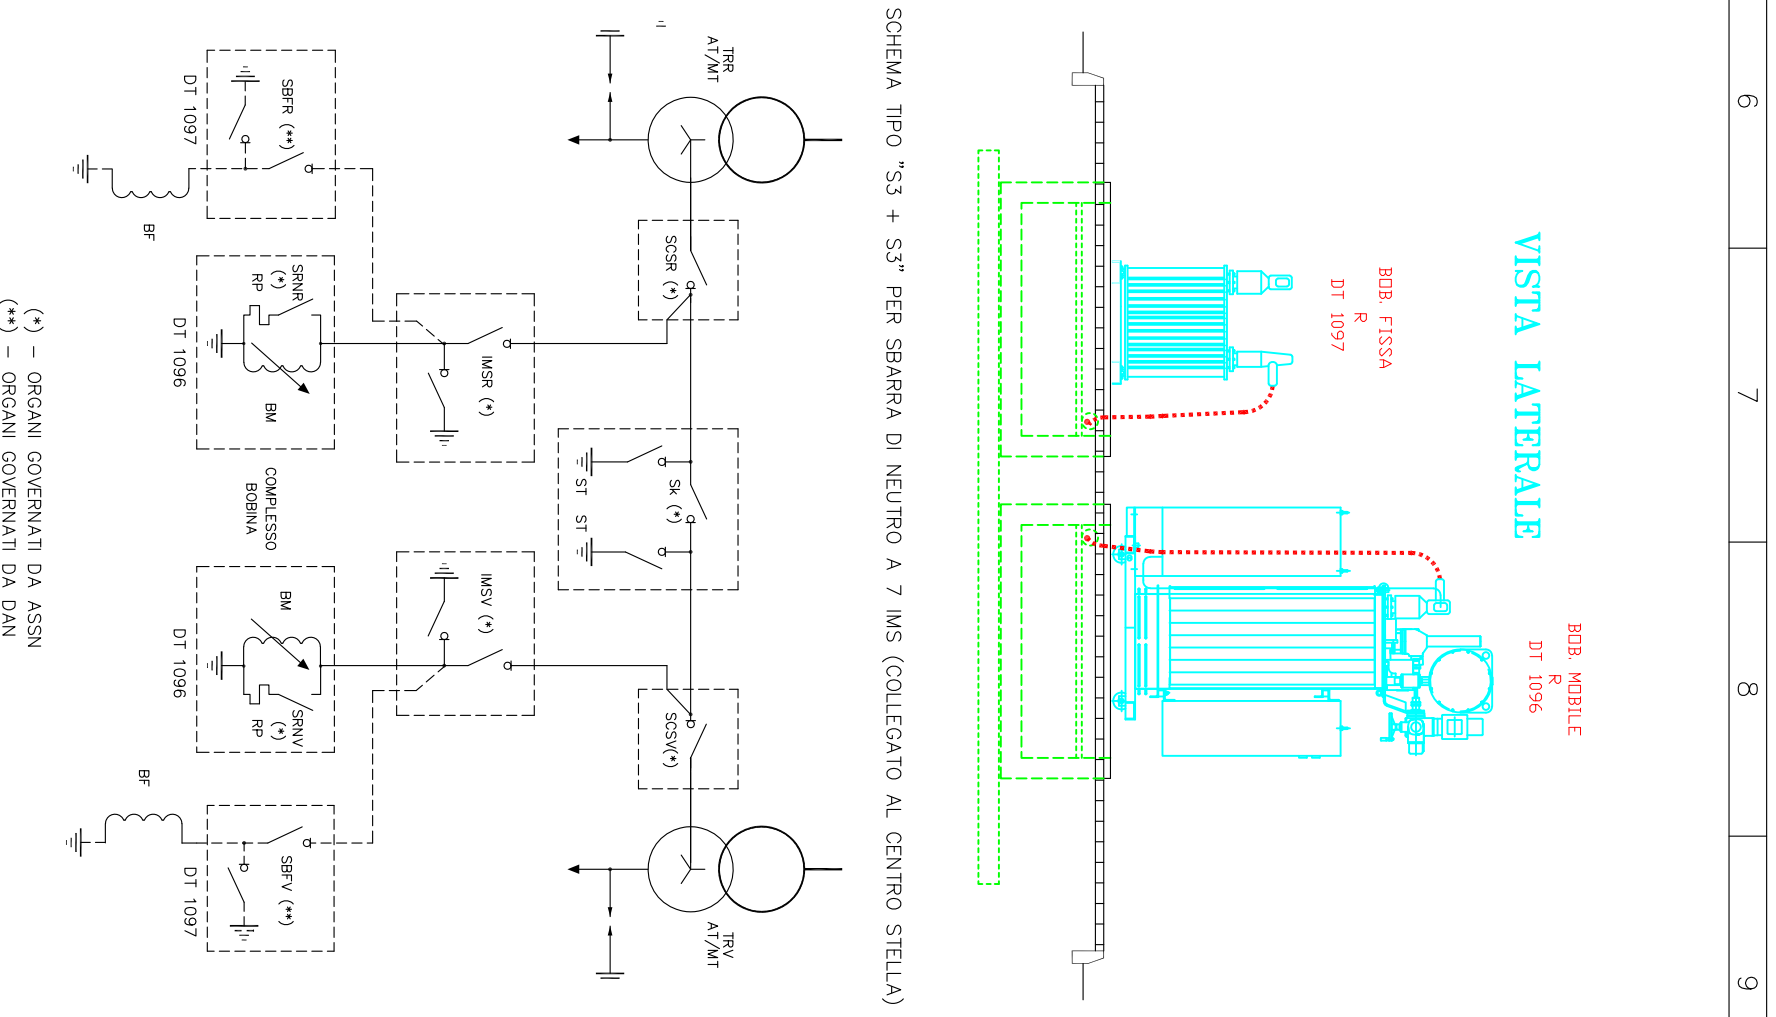 6
7
8
9
VISTA LATERALE
BOB. FISSA
R
DT 1097
BOB. MOBILE
R
DT 1096
SCHEMA TIPO "S3 + S3" PER SBARRA DI NEUTRO A 7 IMS (COLLEGATO AL CENTRO STELLA)
TRR
AT/MT
TRV
AT/MT
SCSR (*)
Sk (*)
SCSV(*)
ST
ST
IMSR (*)
IMSV (*)
SBFR (**)
SRNR
(*)
RP
BM
COMPLESSO
BOBINA
BM
SRNV
(*)
RP
SBFV (**)
DT 1097
DT 1096
DT 1096
DT 1097
BF
BF
(*) – ORGANI GOVERNATI DA ASSN
(**) – ORGANI GOVERNATI DA DAN